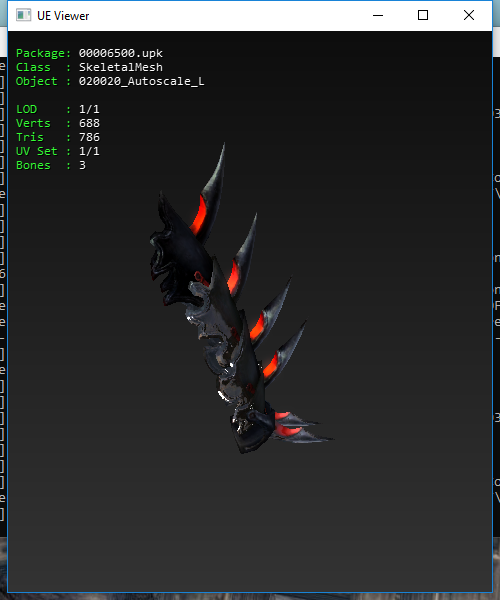 UE Viewer
Package: 00006500.upk
Class : SkeletalMesh
Object : 020020_Autoscale_L
LOD : 1/1
Verts : 688
Tris : 786
UV Set : 1/1
Bones : 3